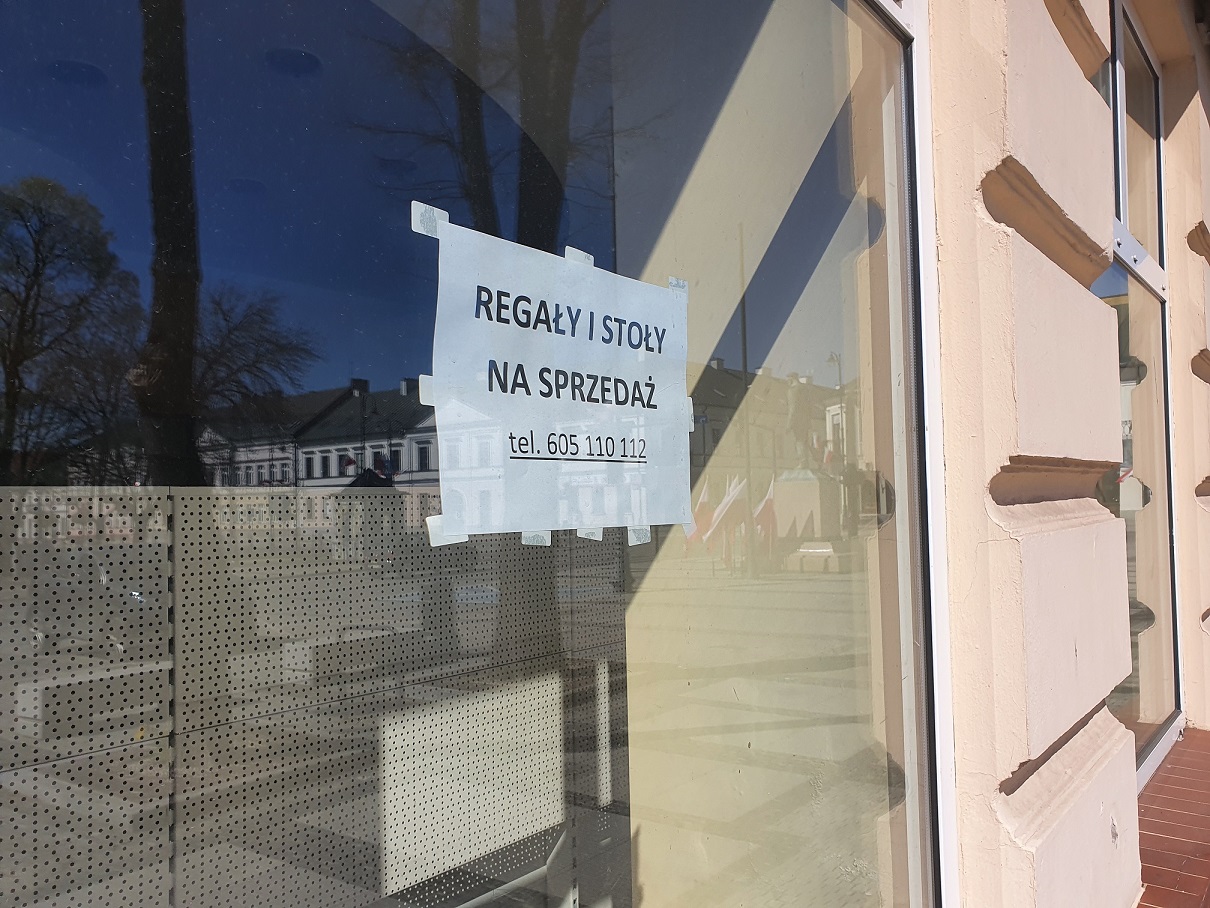 REGAŁY I STOŁY
NA SPRZEDAŻ
tel. 605 110 112